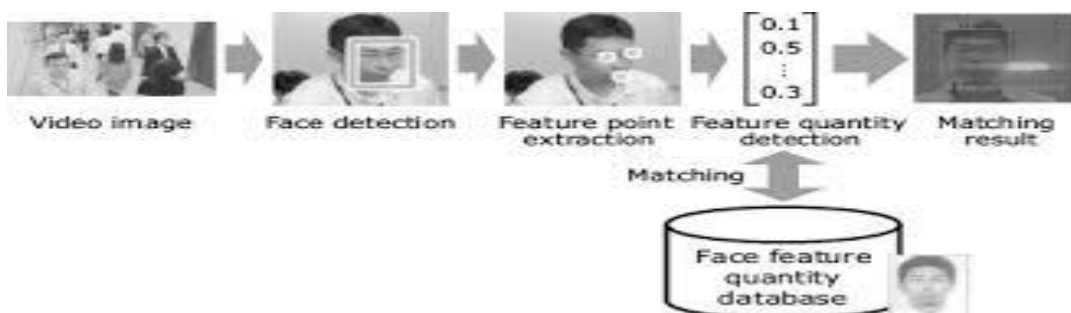 Video image
Face detection
Feature point
extraction
Feature quantity
detection
Matching
result
0.1
0.5
⋮
0.3
Matching
Face feature
quantity
database